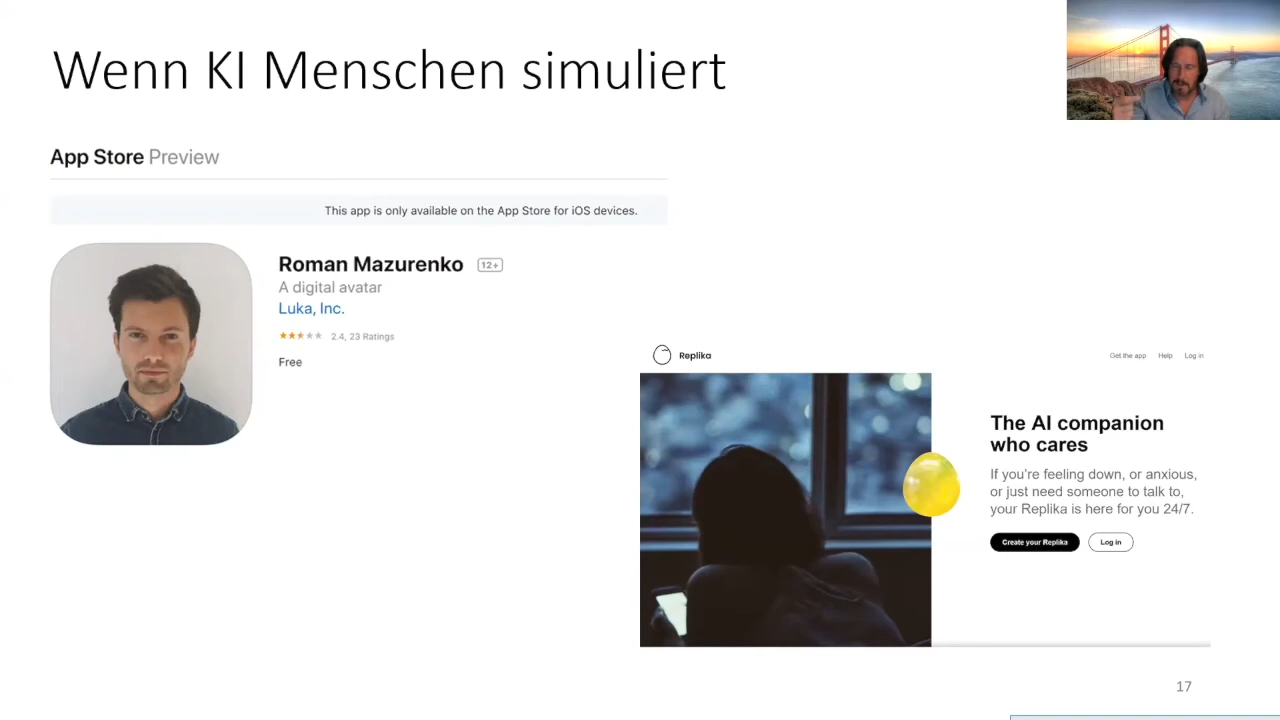 Wenn KI Menschen simuliert
App Store Preview
This app is only available on the App Store for iOS devices.
Roman Mazurenko 12+
A digital avatar
Luka, Inc.
2.4, 23 Ratings
Free
Replika
Get the app Help Log in
The AI companion
who cares
If you're feeling down, or anxious,
or just need someone to talk to,
your Replika is here for you 24/7.
Create your Replika Log in
17